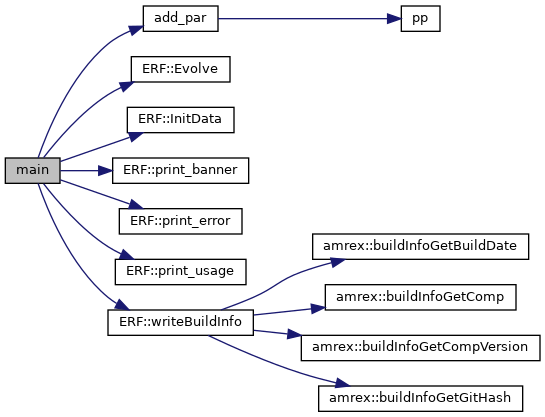 main
add_par
pp
ERF::Evolve
ERF::InitData
ERF::print_banner
ERF::print_error
ERF::print_usage
ERF::writeBuildInfo
amrex::buildInfoGetBuildDate
amrex::buildInfoGetComp
amrex::buildInfoGetCompVersion
amrex::buildInfoGetGitHash